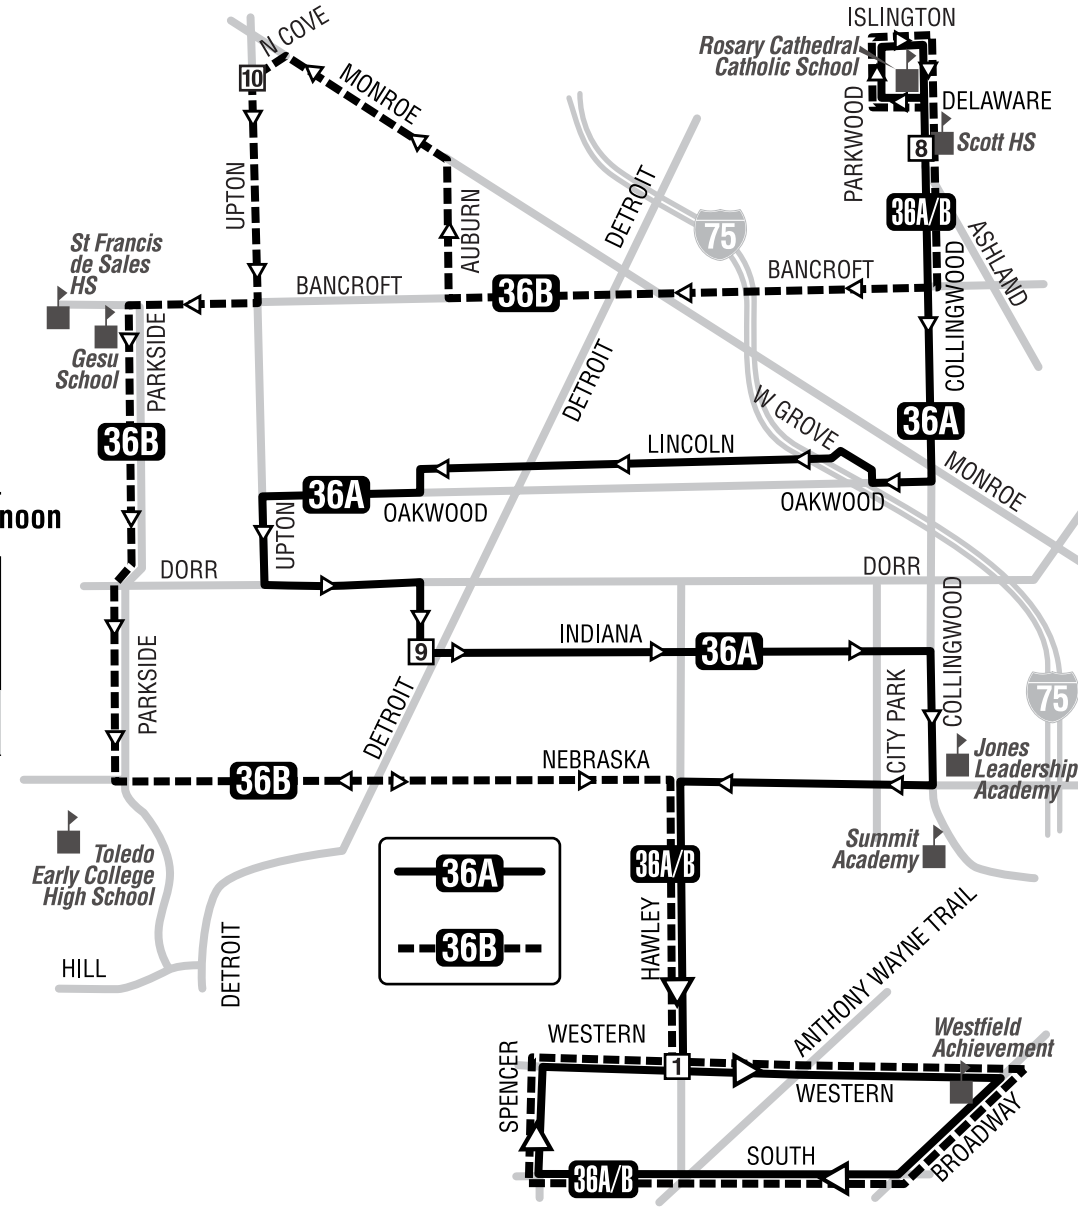 ISLINGTON
N COVE
Rosary Cathedral
Catholic School
10
MONROE
DELAWARE
PARKWOOD
8
Scott HS
UPTON
DETROIT
36A/B
AUBURN
75
ASHLAND
St Francis
de Sales
HS
BANCROFT
BANCROFT
36B
COLLINGWOOD
PARKSIDE
Gesu
School
DETROIT
W GROVE
36A
36B
LINCOLN
MONROE
36A
OAKWOOD
OAKWOOD
noon
UPTON
DORR
DORR
INDIANA
9
36A
COLLINGWOOD
PARKSIDE
DETROIT
CITY PARK
75
NEBRASKA
36B
Jones
Leadership
Academy
Toledo
Early College
High School
36A
36B
36A/B
Summit
Academy
HAWLEY
HILL
DETROIT
ANTHONY WAYNE TRAIL
WESTERN
Westfield
Achievement
SPENCER
1
WESTERN
BROADWAY
SOUTH
36A/B